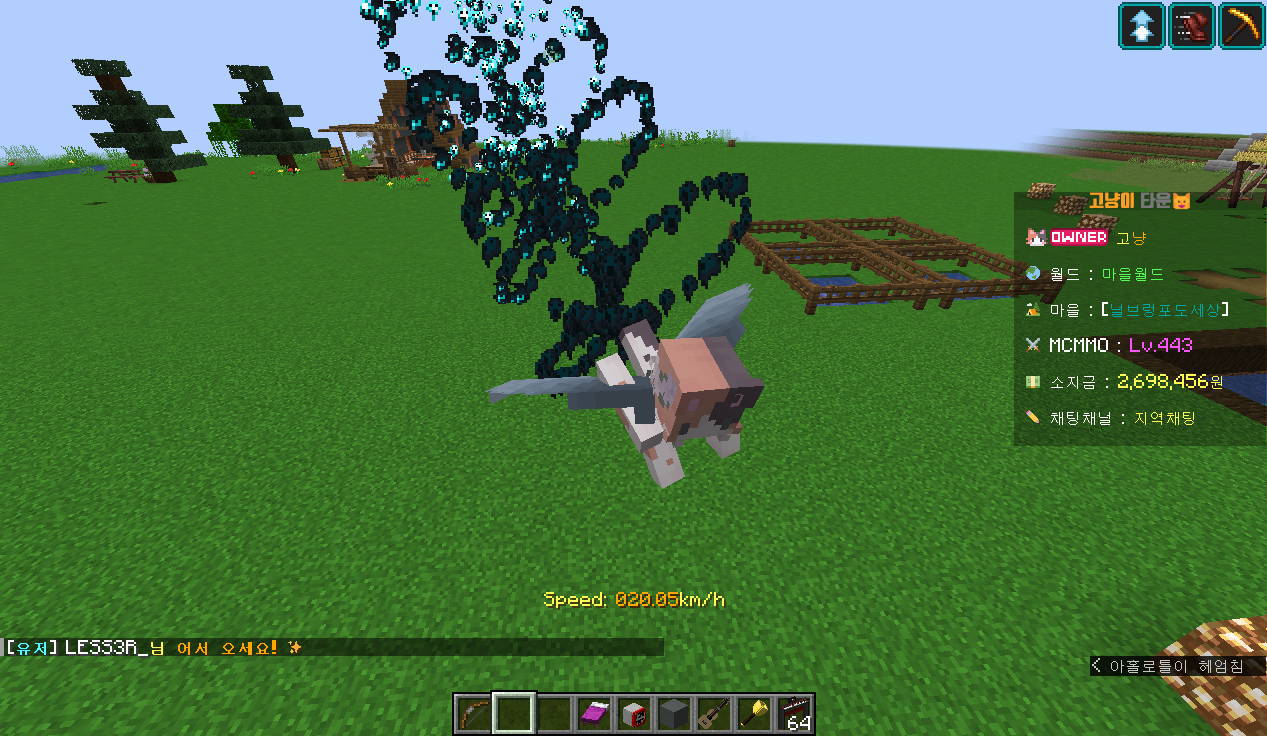 고냥이 타운
OWNER 고냥
월드 : 마을월드
마을 : [널브렁포도세상]
MCMMO : Lv.443
소지금 : 2,698,456원
채팅채널 : 지역채팅
Speed: 020.05km/h
[유저] LESS3R_님 어서 오세요!
< 아홀로틀이 헤엄침
64